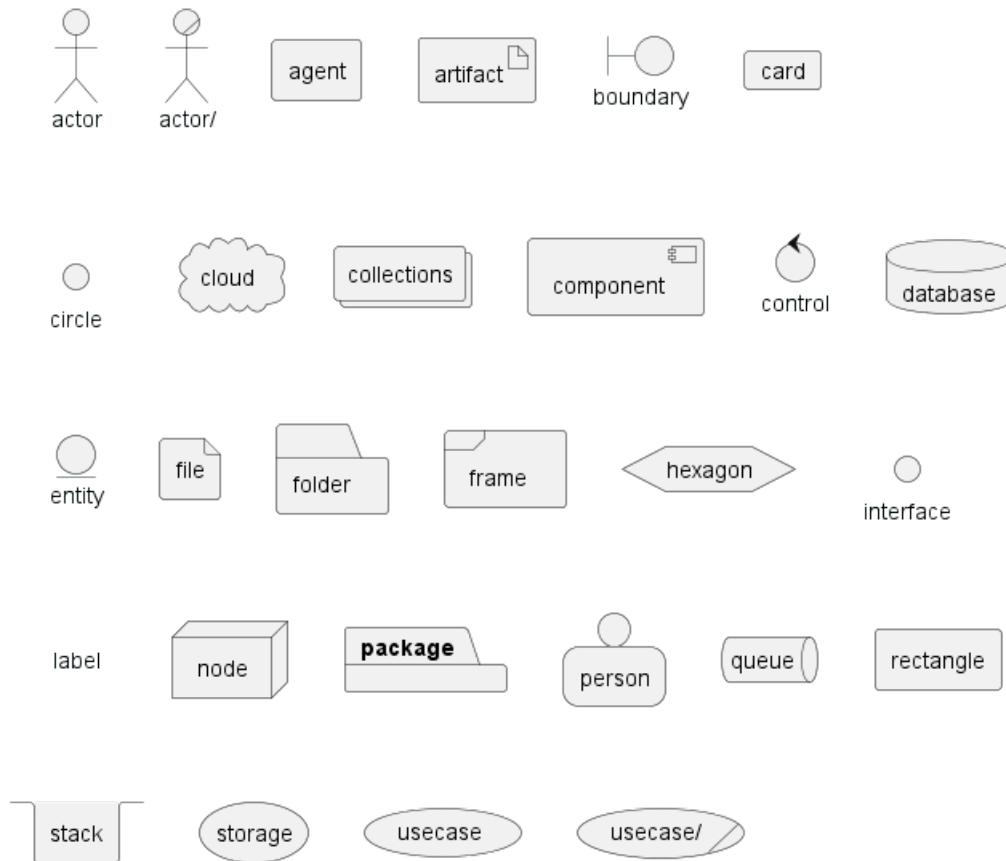 actor
actor/
agent
artifact
boundary
card
circle
cloud
collections
component
control
database
entity
file
folder
frame
hexagon
interface
label
node
package
person
queue
rectangle
stack
storage
usecase
usecase/